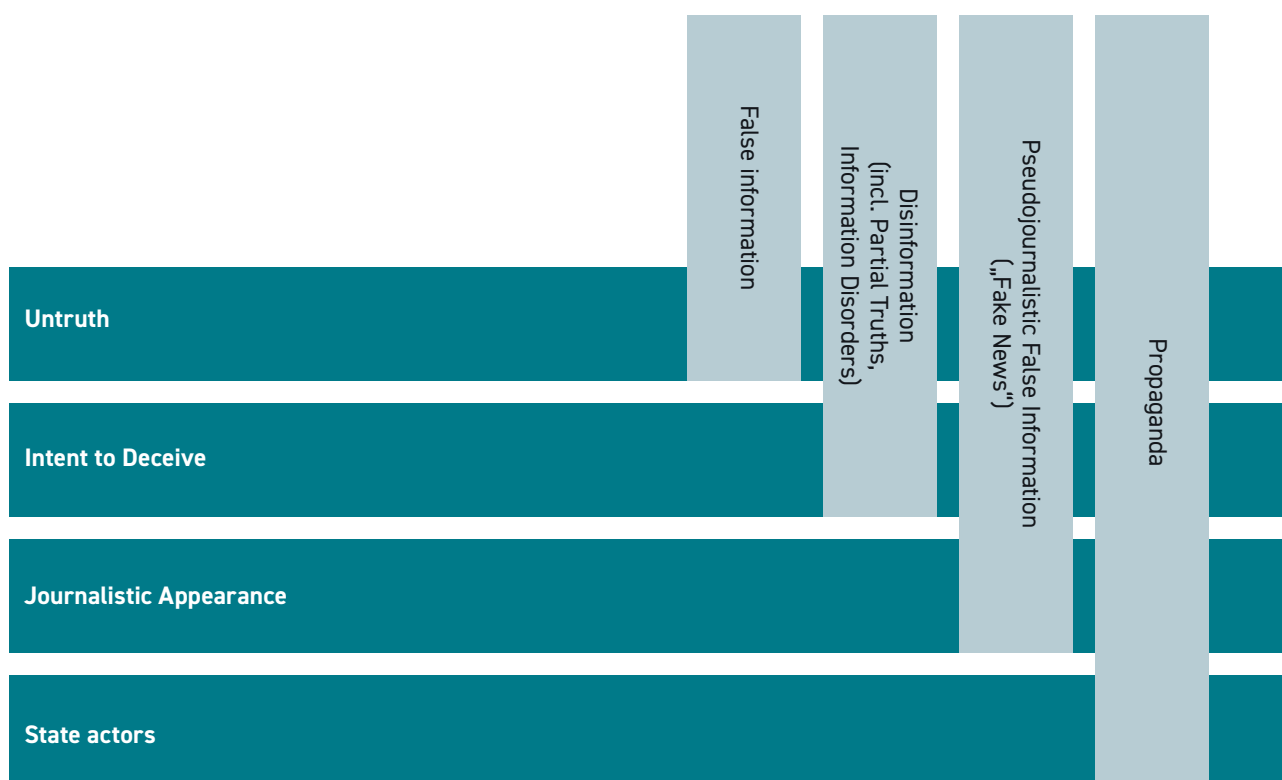 False information
Disinformation
(incl. Partial Truths,
Information Disorders)
Pseudojournalistic False Information
(„Fake News“)
Propaganda
Untruth
Intent to Deceive
Journalistic Appearance
State actors